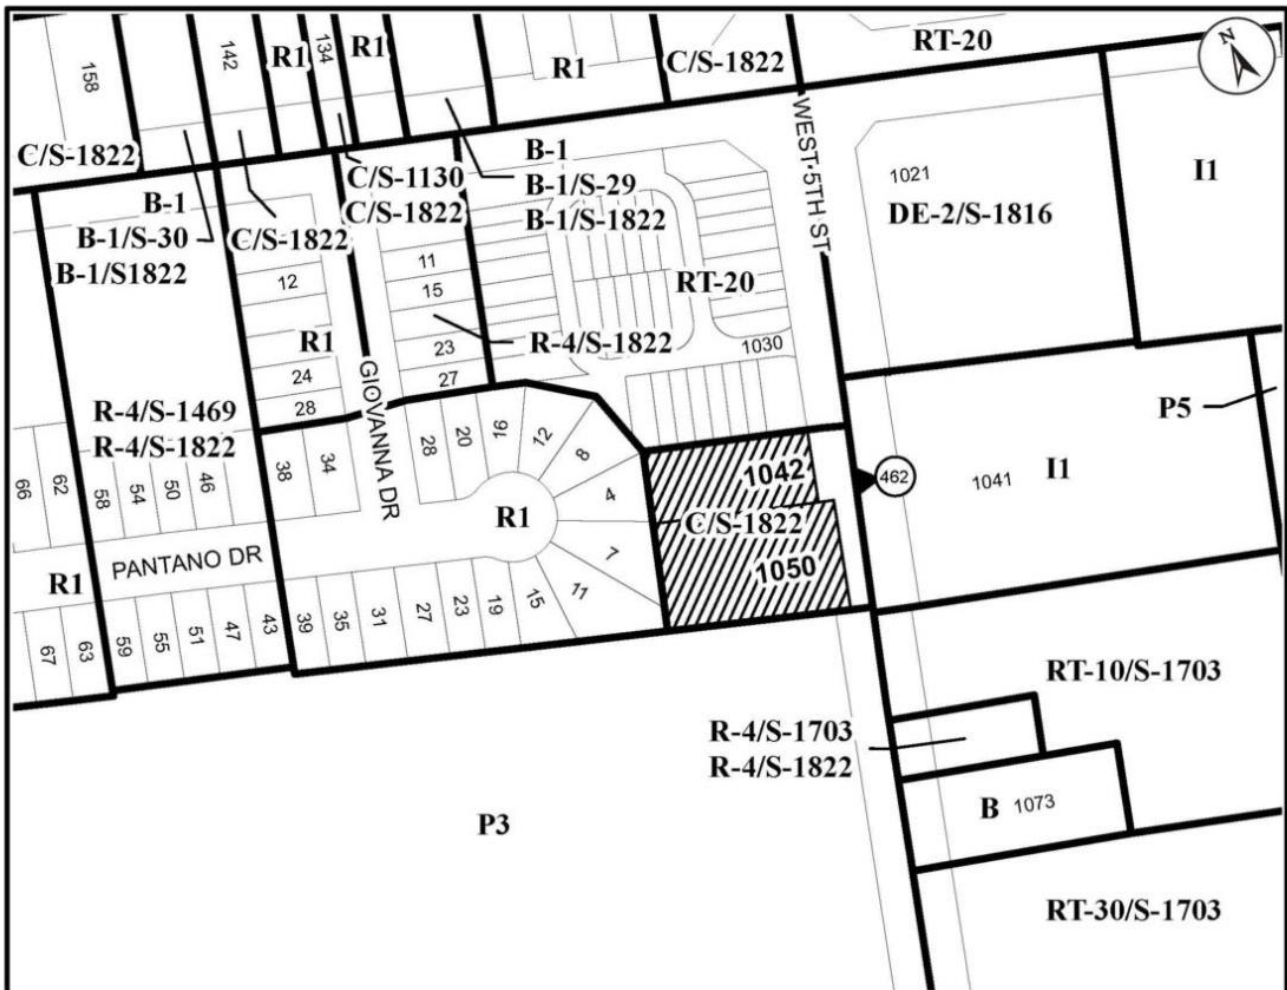 158
142
R1
134
R1
R1
C/S-1822
RT-20
N
C/S-1822
WEST 5TH ST
B-1
B-1/S-30
B-1/S1822
C/S-1822
C/S-1130
C/S-1822
B-1
B-1/S-29
B-1/S-1822
1021
DE-2/S-1816
I1
12
R1
24
28
11
15
23
27
R-4/S-1822
RT-20
1030
GIOVANNA DR
R-4/S-1469
R-4/S-1822
P5
66
62
58
54
50
46
38
34
28
20
16
12
8
4
7
11
R1
1042
C/S-1822
1050
462
1041
I1
R1
PANTANO DR
67
63
59
55
51
47
43
39
35
31
27
23
19
15
RT-10/S-1703
R-4/S-1703
R-4/S-1822
B
1073
P3
RT-30/S-1703